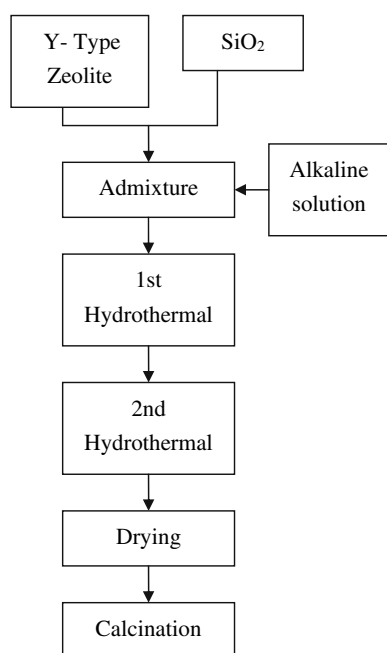 Y- Type
Zeolite
SiO₂
Admixture
Alkaline
solution
1st
Hydrothermal
2nd
Hydrothermal
Drying
Calcination